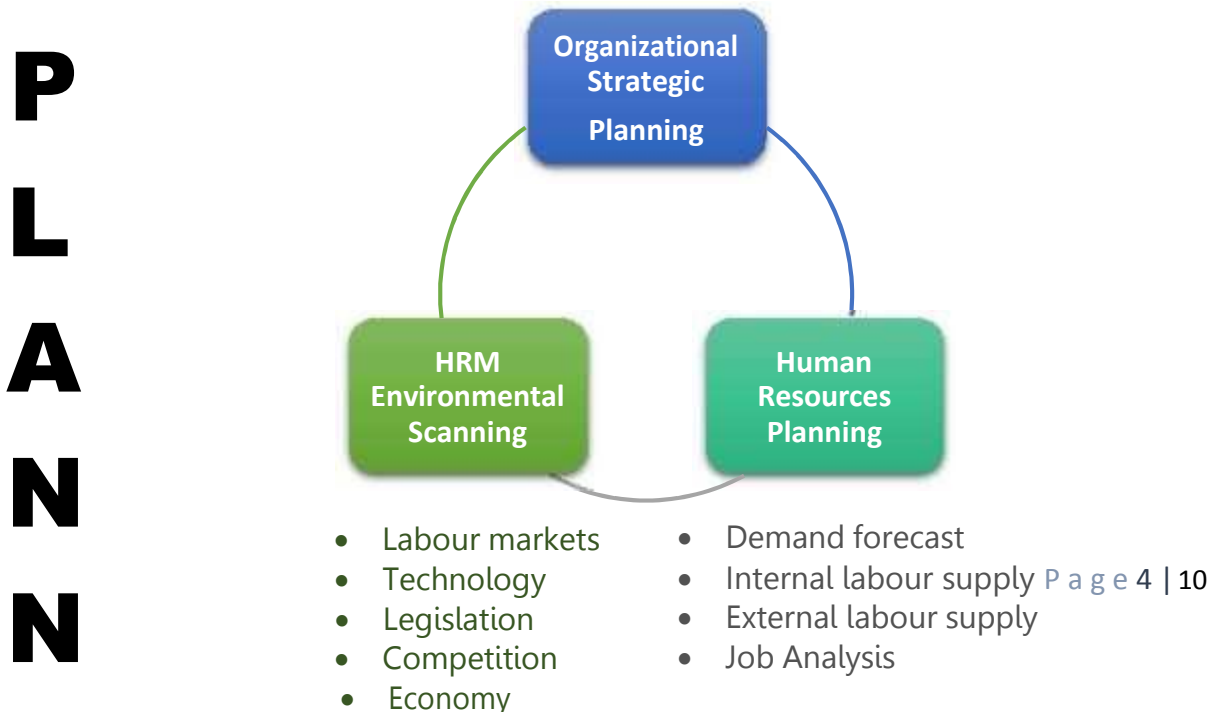 P
L
A
N
N
Organizational
Strategic
Planning
HRM
Environmental
Scanning
Human
Resources
Planning
• Labour markets
• Technology
• Legislation
• Competition
• Economy
• Demand forecast
• Internal labour supply Page 4 | 10
• External labour supply
• Job Analysis